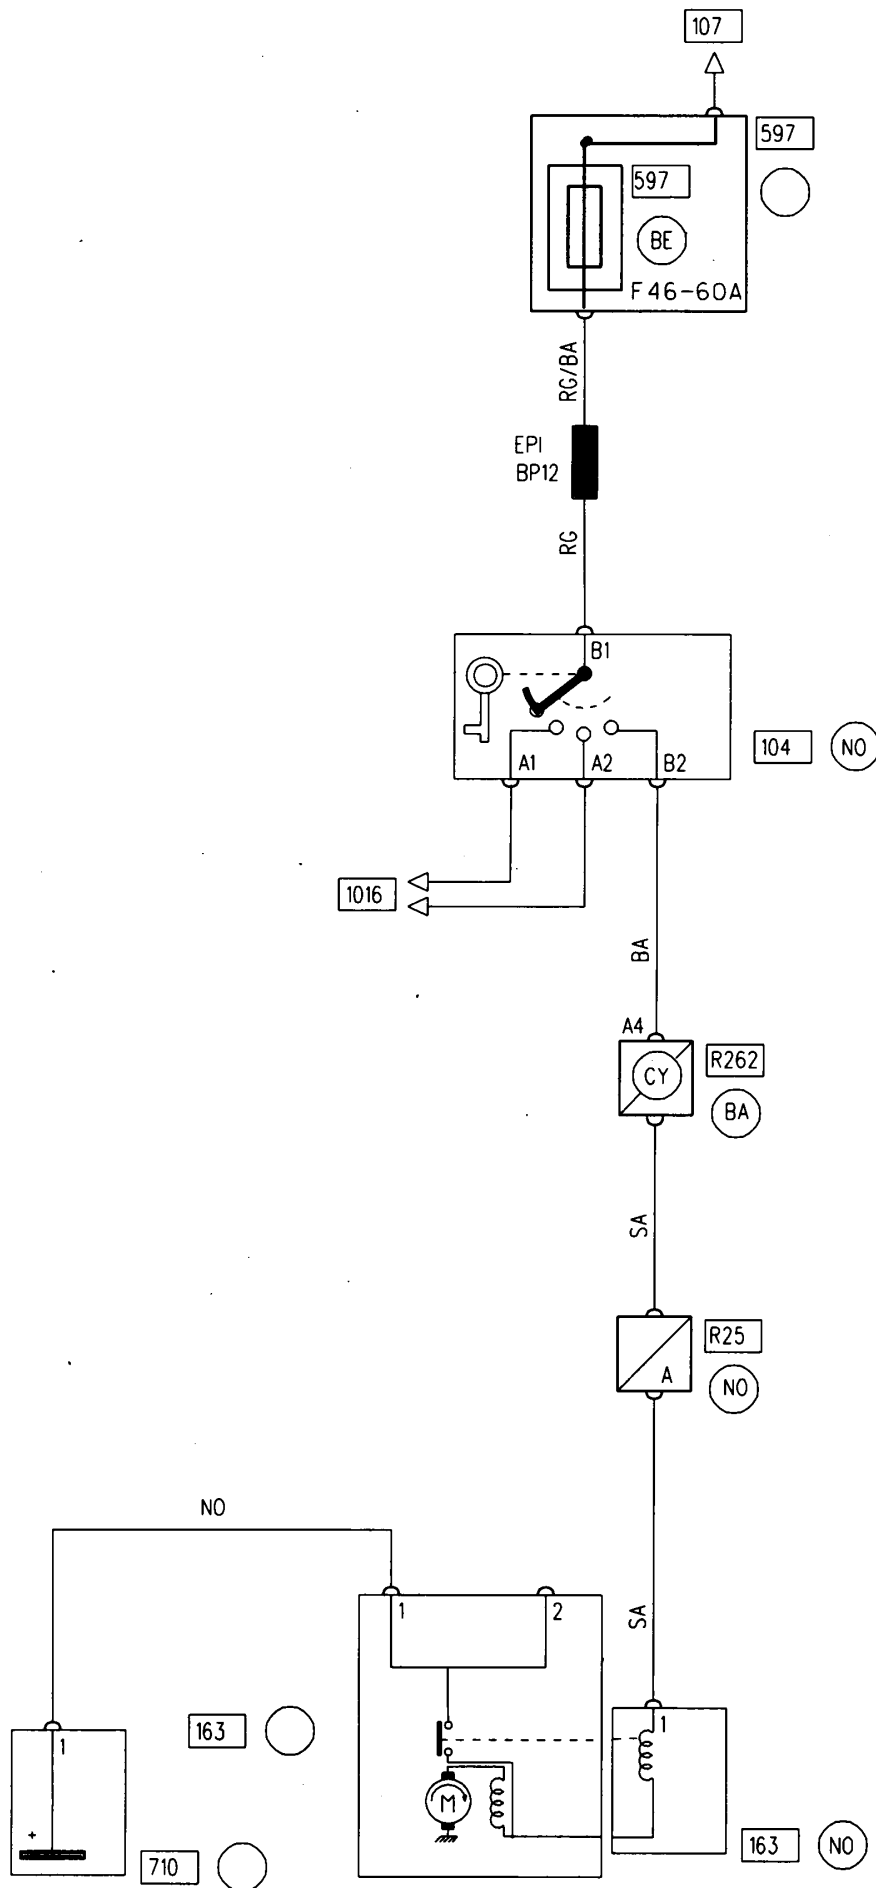 107
597
597
BE
F46-60A
RG/BA
EPI
BP12
RG
B1
A1
A2
B2
104
NO
1016
BA
A4
CY
R262
BA
SA
R25
A
NO
NO
SA
1
2
163
1
1
M
+
710
163
NO